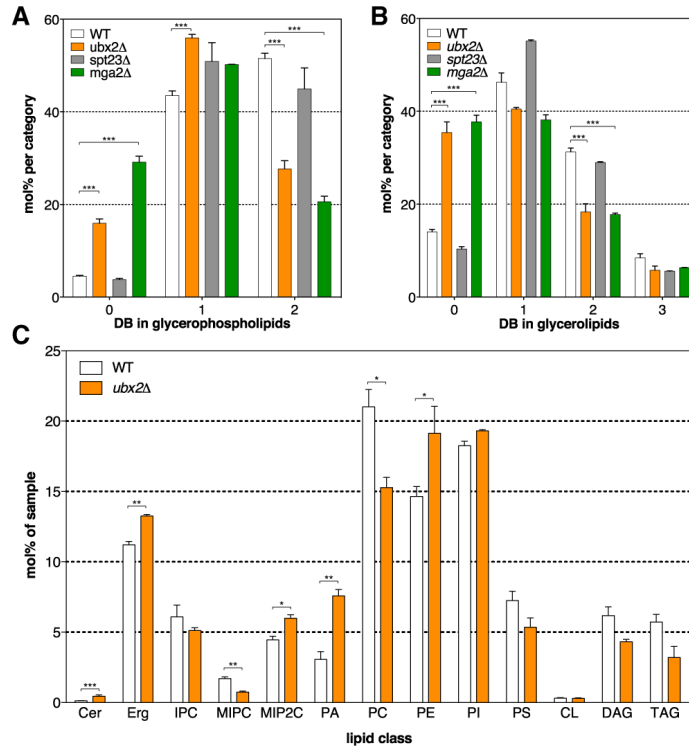 A
WT
ubx2Δ
spt23Δ
mga2Δ
***
***
***
***
***
60
40
20
0
mol% per category
0 1 2
DB in glycerophospholipids
B
WT
ubx2Δ
spt23Δ
mga2Δ
***
***
***
***
60
40
20
0
mol% per category
0 1 2 3
DB in glycerolipids
C
WT
ubx2Δ
25
20
15
10
5
0
mol% of sample
***
**
**
*
**
*
*
Cer Erg IPC MIPC MIP2C PA PC PE PI PS CL DAG TAG
lipid class